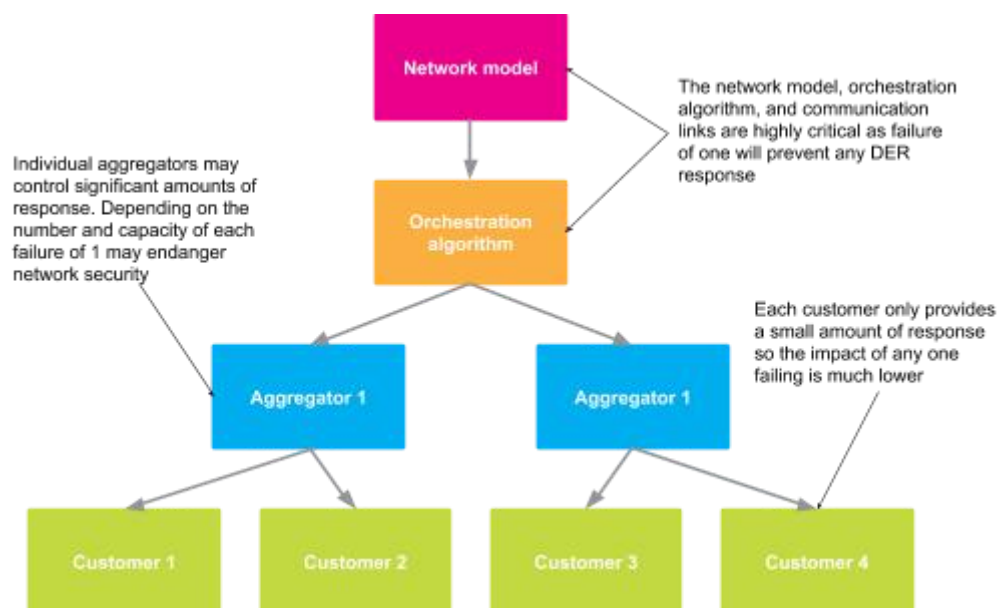 Network model
The network model, orchestration
algorithm, and communication
links are highly critical as failure
of one will prevent any DER
response
Individual aggregators may
control significant amounts of
response. Depending on the
number and capacity of each
failure of 1 may endanger
network security
Orchestration
algorithm
Each customer only provides
a small amount of response
so the impact of any one
failing is much lower
Aggregator 1
Aggregator 1
Customer 1
Customer 2
Customer 3
Customer 4